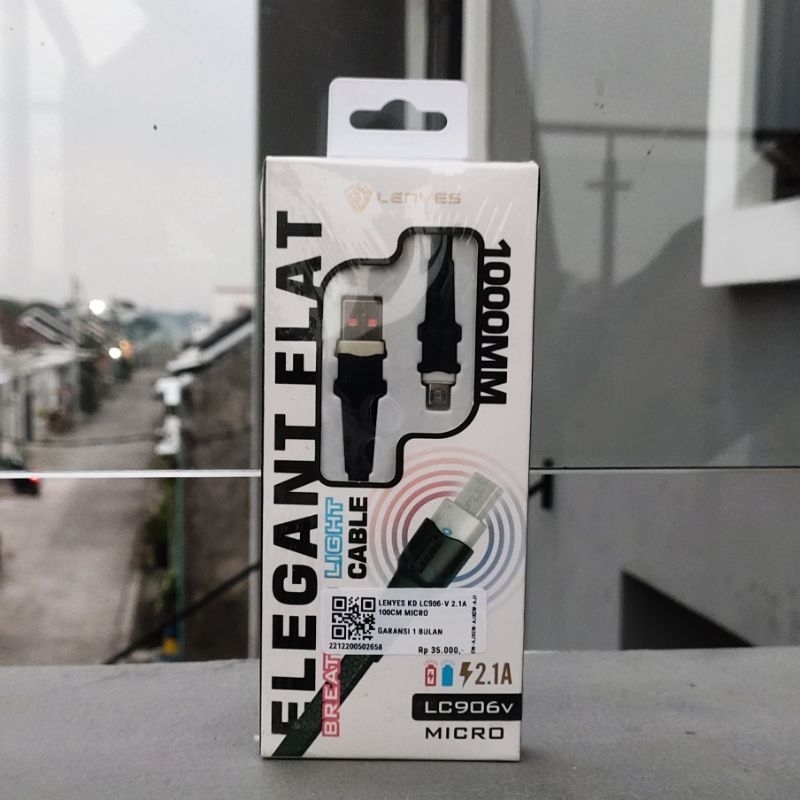 LENYES
ELEGANT FLAT
1000MM
BREAT
LIGHT
CABLE
LENYES KD LC906-V 2.1A
100CM MICRO
GARANSI 1 BULAN
2212200502658
Rp 35.000,-
2.1A
LC906v
MICRO